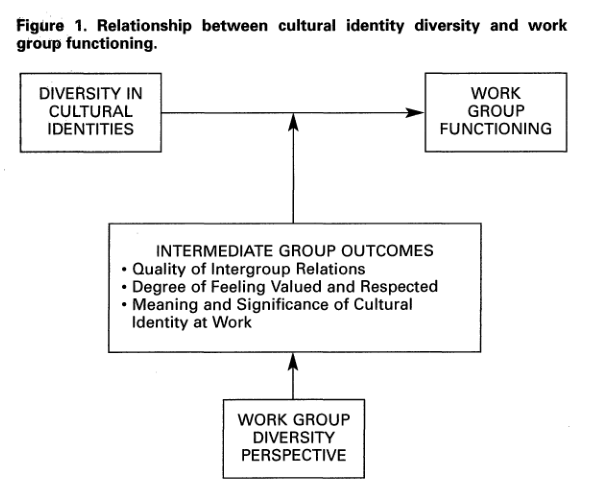 Figure 1. Relationship between cultural identity diversity and work
group functioning.
DIVERSITY IN
CULTURAL
IDENTITIES
WORK
GROUP
FUNCTIONING
INTERMEDIATE GROUP OUTCOMES
• Quality of Intergroup Relations
• Degree of Feeling Valued and Respected
• Meaning and Significance of Cultural
Identity at Work
WORK GROUP
DIVERSITY
PERSPECTIVE